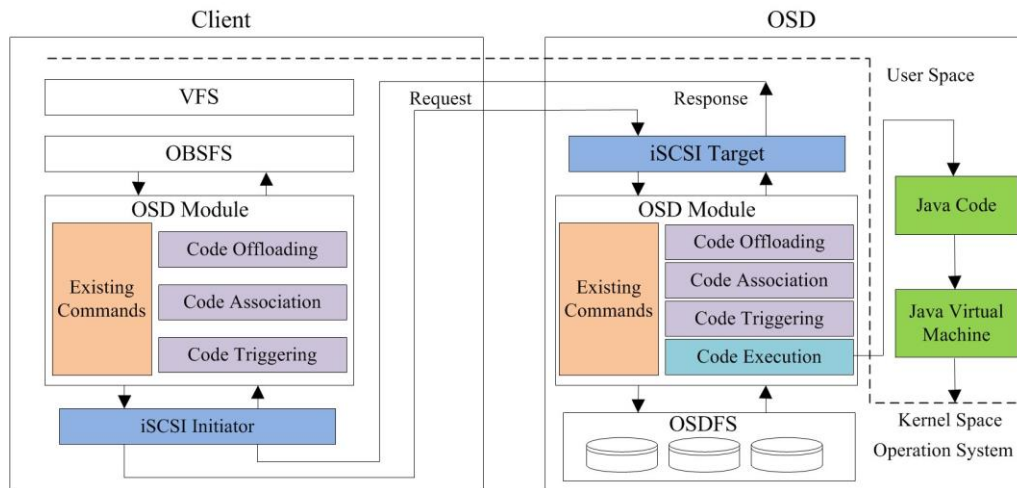 Client
VFS
OBSFS
OSD Module
Existing
Commands
Code Offloading
Code Association
Code Triggering
iSCSI Initiator
Request
Response
OSD
User Space
iSCSI Target
OSD Module
Existing
Commands
Code Offloading
Code Association
Code Triggering
Code Execution
OSDFS
Java Code
Java Virtual
Machine
Kernel Space
Operation System